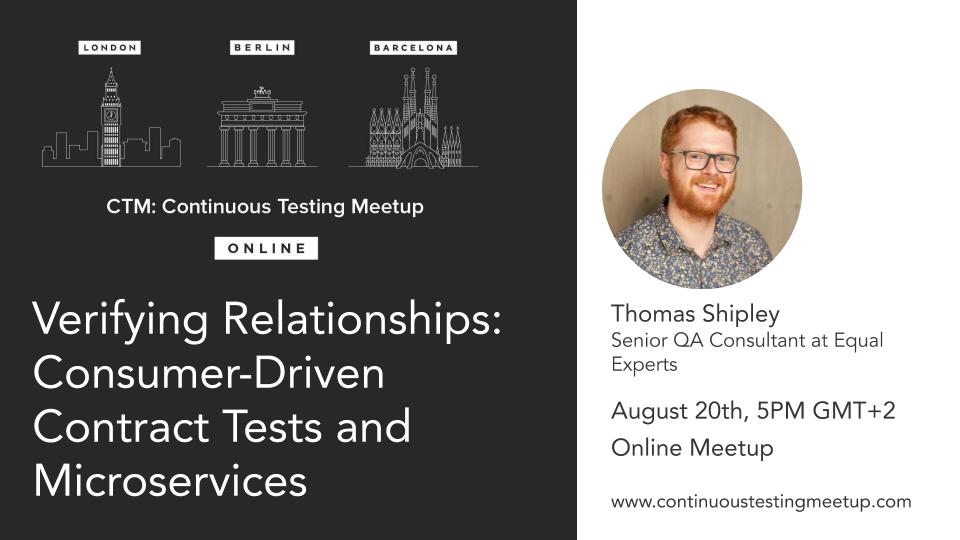 LONDON
BERLIN
BARCELONA
CTM: Continuous Testing Meetup
ONLINE
Verifying Relationships:
Consumer-Driven
Contract Tests and
Microservices
Thomas Shipley
Senior QA Consultant at Equal
Experts
August 20th, 5PM GMT+2
Online Meetup
www.continuoustestingmeetup.com